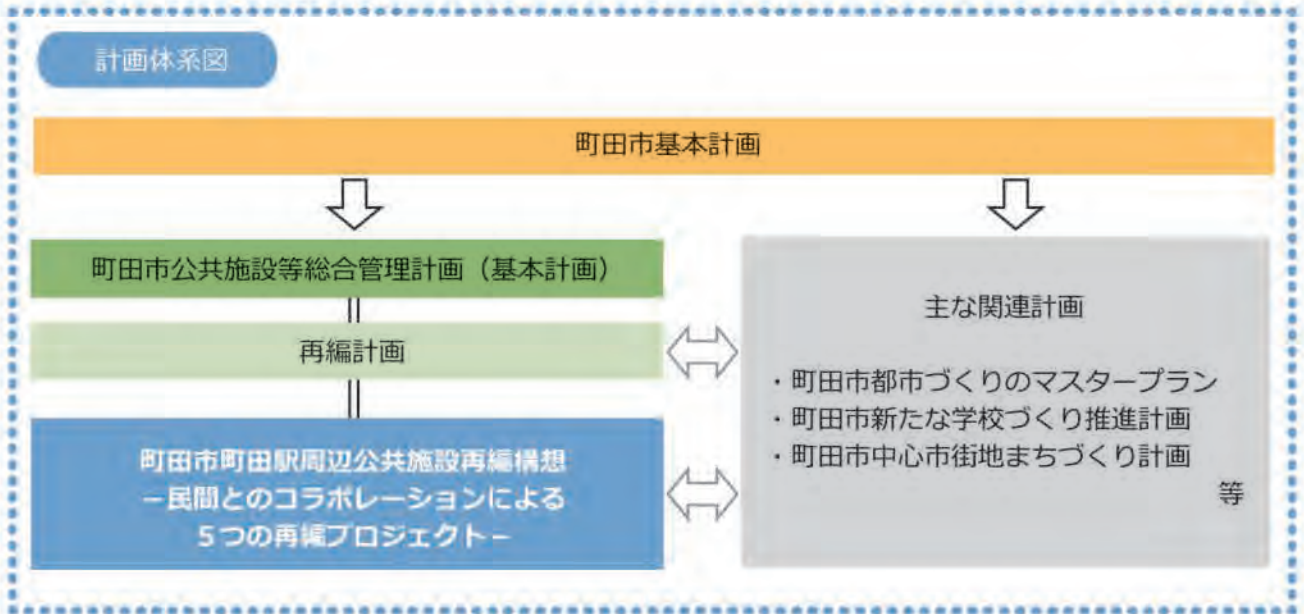 計画体系図
町田市基本計画
町田市公共施設等総合管理計画（基本計画）
再編計画
町田市町田駅周辺公共施設再編構想
－民間とのコラボレーションによる
５つの再編プロジェクト－
主な関連計画
・町田市都市づくりのマスタープラン
・町田市新たな学校づくり推進計画
・町田市中心市街地まちづくり計画
等